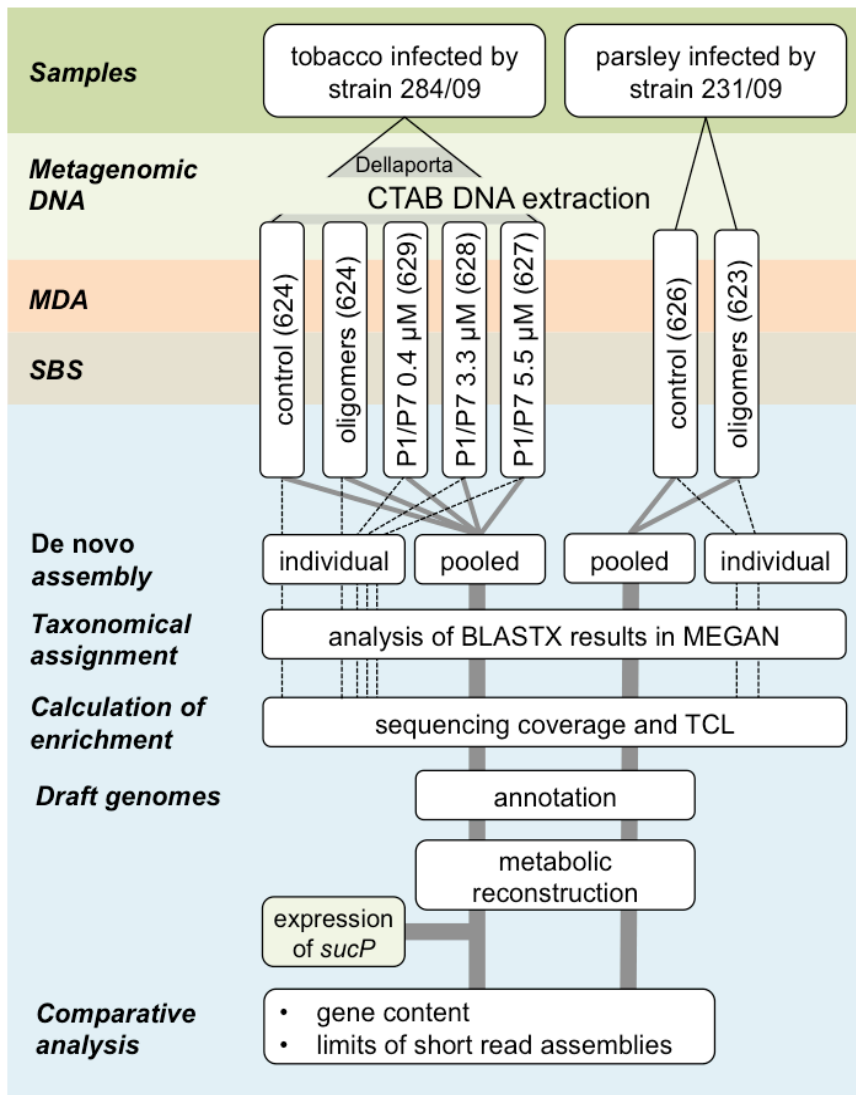 Samples
tobacco infected by
strain 284/09
parsley infected by
strain 231/09
Metagenomic
DNA
Dellaporta
CTAB DNA extraction
MDA
SBS
control (624)
oligomers (624)
P1/P7 0.4 µM (629)
P1/P7 3.3 µM (628)
P1/P7 5.5 µM (627)
control (626)
oligomers (623)
De novo
assembly
individual
pooled
pooled
individual
Taxonomical
assignment
analysis of BLASTX results in MEGAN
Calculation of
enrichment
sequencing coverage and TCL
Draft genomes
annotation
metabolic
reconstruction
expression
of sucP
Comparative
analysis
• gene content
• limits of short read assemblies